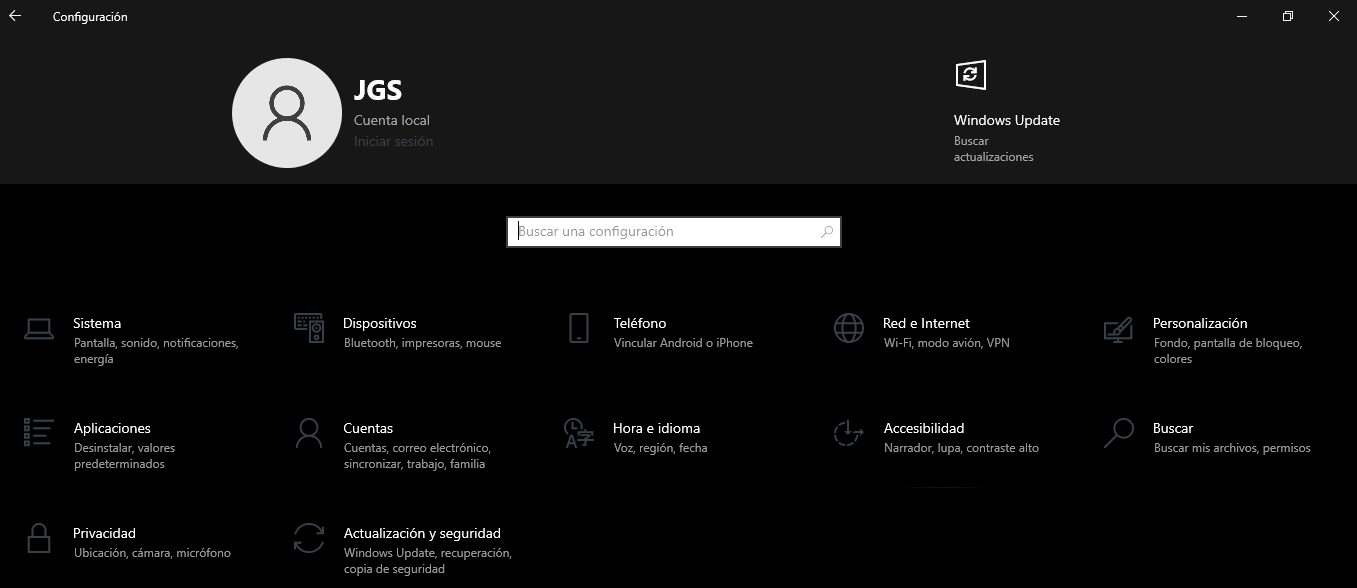 Configuración
JGS
Cuenta local
Iniciar sesión
Windows Update
Buscar
actualizaciones
Buscar una configuración
Sistema
Pantalla, sonido, notificaciones,
energía
Dispositivos
Bluetooth, impresoras, mouse
Teléfono
Vincular Android o iPhone
Red e Internet
Wi-Fi, modo avión, VPN
Personalización
Fondo, pantalla de bloqueo,
colores
Aplicaciones
Desinstalar, valores
predeterminados
Cuentas
Cuentas, correo electrónico,
sincronizar, trabajo, familia
Hora e idioma
Voz, región, fecha
Accesibilidad
Narrador, lupa, contraste alto
Buscar
Buscar mis archivos, permisos
Privacidad
Ubicación, cámara, micrófono
Actualización y seguridad
Windows Update, recuperación,
copia de seguridad